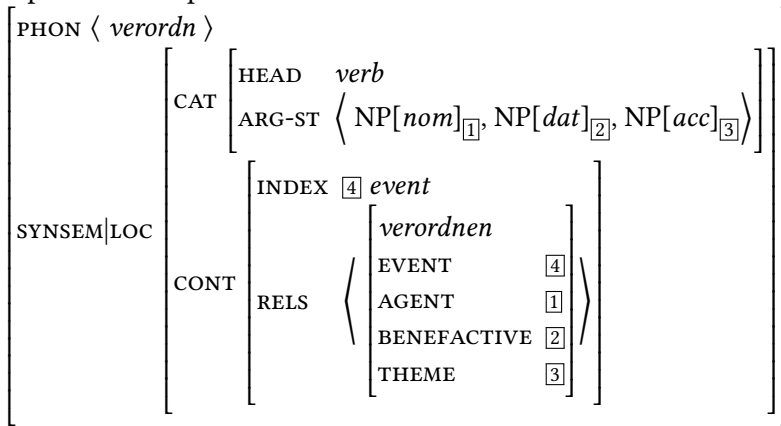 PHON ⟨ verordn ⟩
HEAD verb
CAT
ARG-ST ⟨ NP[nom]1, NP[dat]2, NP[acc]3 ⟩
INDEX 4 event
verordnen
SYNSEM|LOC
EVENT 4
CONT
RELS ⟨ AGENT 1 ⟩
BENEFACTIVE 2
THEME 3